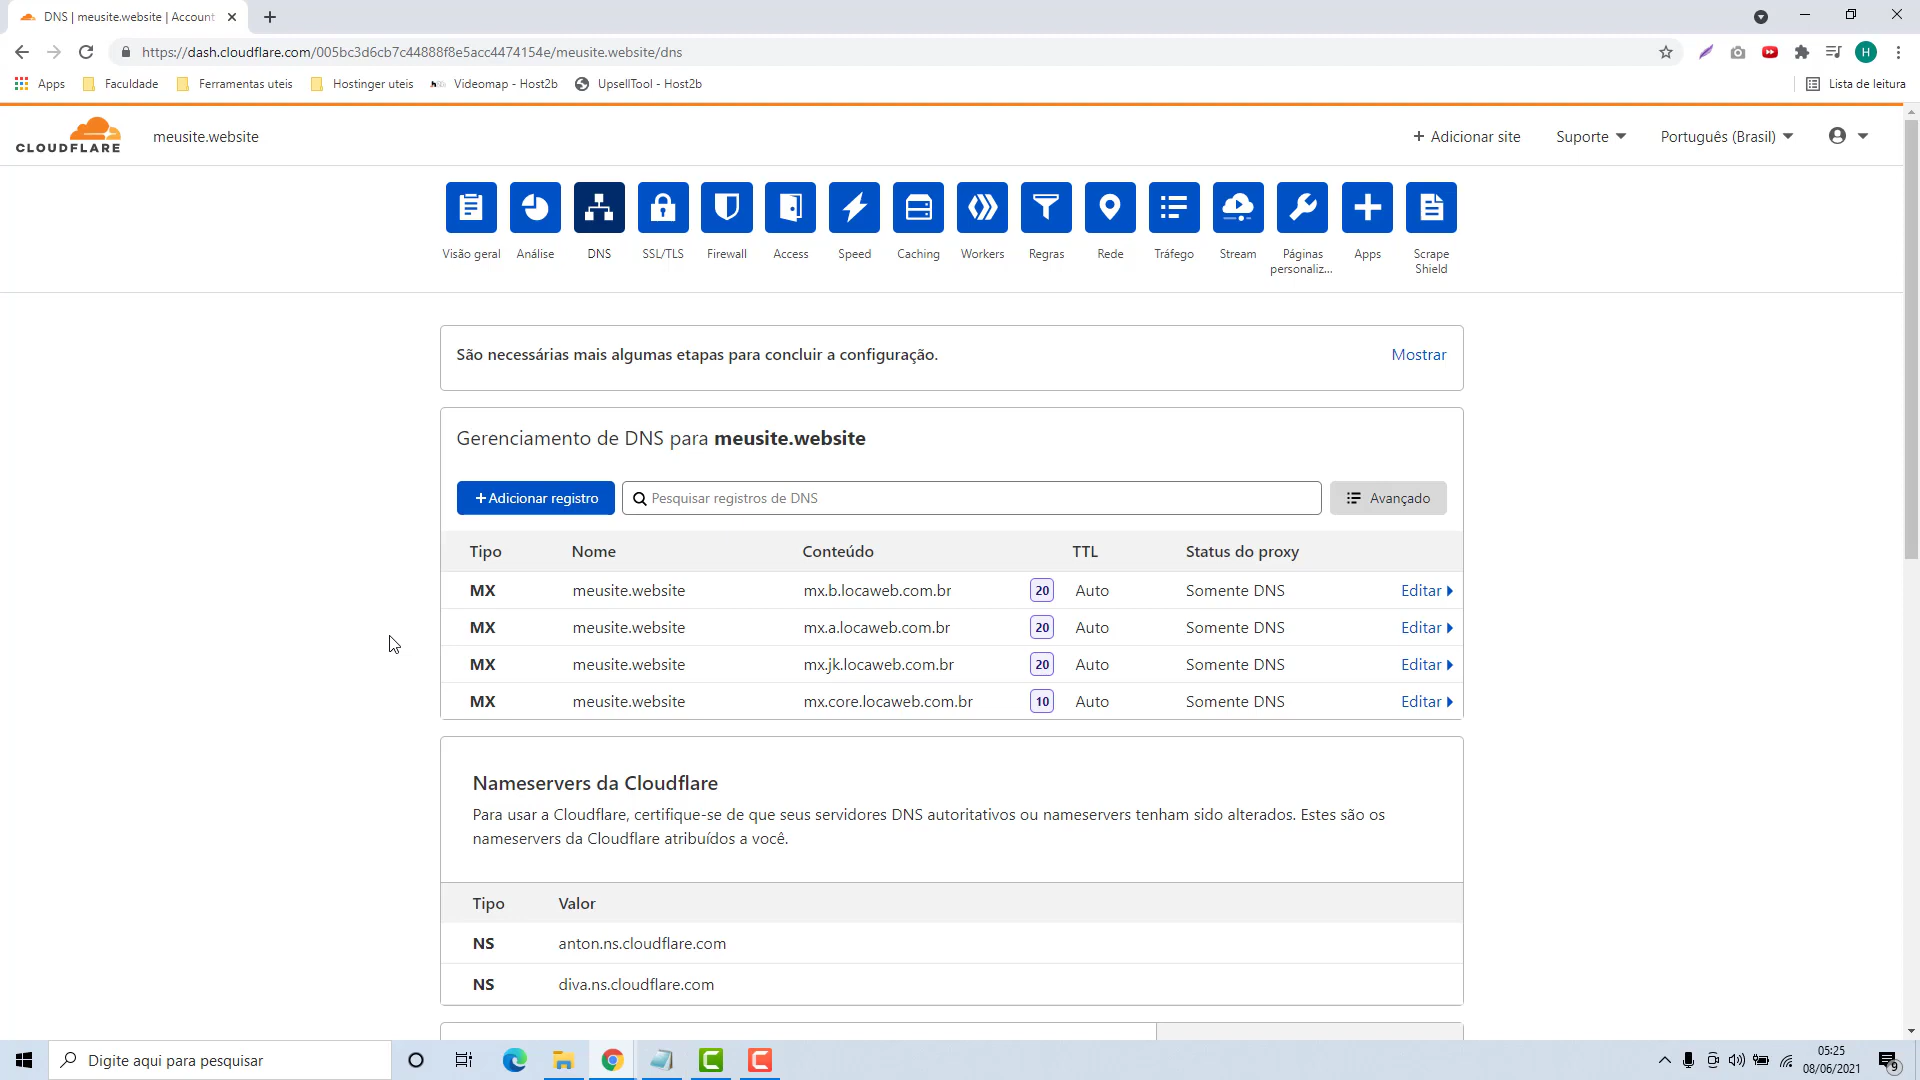 DNS | meusite.website | Account
https://dash.cloudflare.com/005bc3d6cb7c44888f8e5acc4474154e/meusite.website/dns
H
Apps
Faculdade
Ferramentas uteis
Hostinger uteis
Videomap - Host2b
UpsellTool - Host2b
Lista de leitura
CLOUDFLARE
meusite.website
+ Adicionar site
Suporte
Português (Brasil)
Visão geral
Análise
DNS
SSL/TLS
Firewall
Access
Speed
Caching
Workers
Regras
Rede
Tráfego
Stream
Páginas personaliz...
Apps
Scrape Shield
São necessárias mais algumas etapas para concluir a configuração.
Mostrar
Gerenciamento de DNS para meusite.website
+ Adicionar registro
Pesquisar registros de DNS
Avançado
Tipo Nome Conteúdo TTL Status do proxy
MX meusite.website mx.b.locaweb.com.br 20 Auto Somente DNS Editar
MX meusite.website mx.a.locaweb.com.br 20 Auto Somente DNS Editar
MX meusite.website mx.jk.locaweb.com.br 20 Auto Somente DNS Editar
MX meusite.website mx.core.locaweb.com.br 10 Auto Somente DNS Editar
Nameservers da Cloudflare
Para usar a Cloudflare, certifique-se de que seus servidores DNS autoritativos ou nameservers tenham sido alterados. Estes são os
nameservers da Cloudflare atribuídos a você.
Tipo Valor
NS anton.ns.cloudflare.com
NS diva.ns.cloudflare.com
Digite aqui para pesquisar
05:25
08/06/2021
9